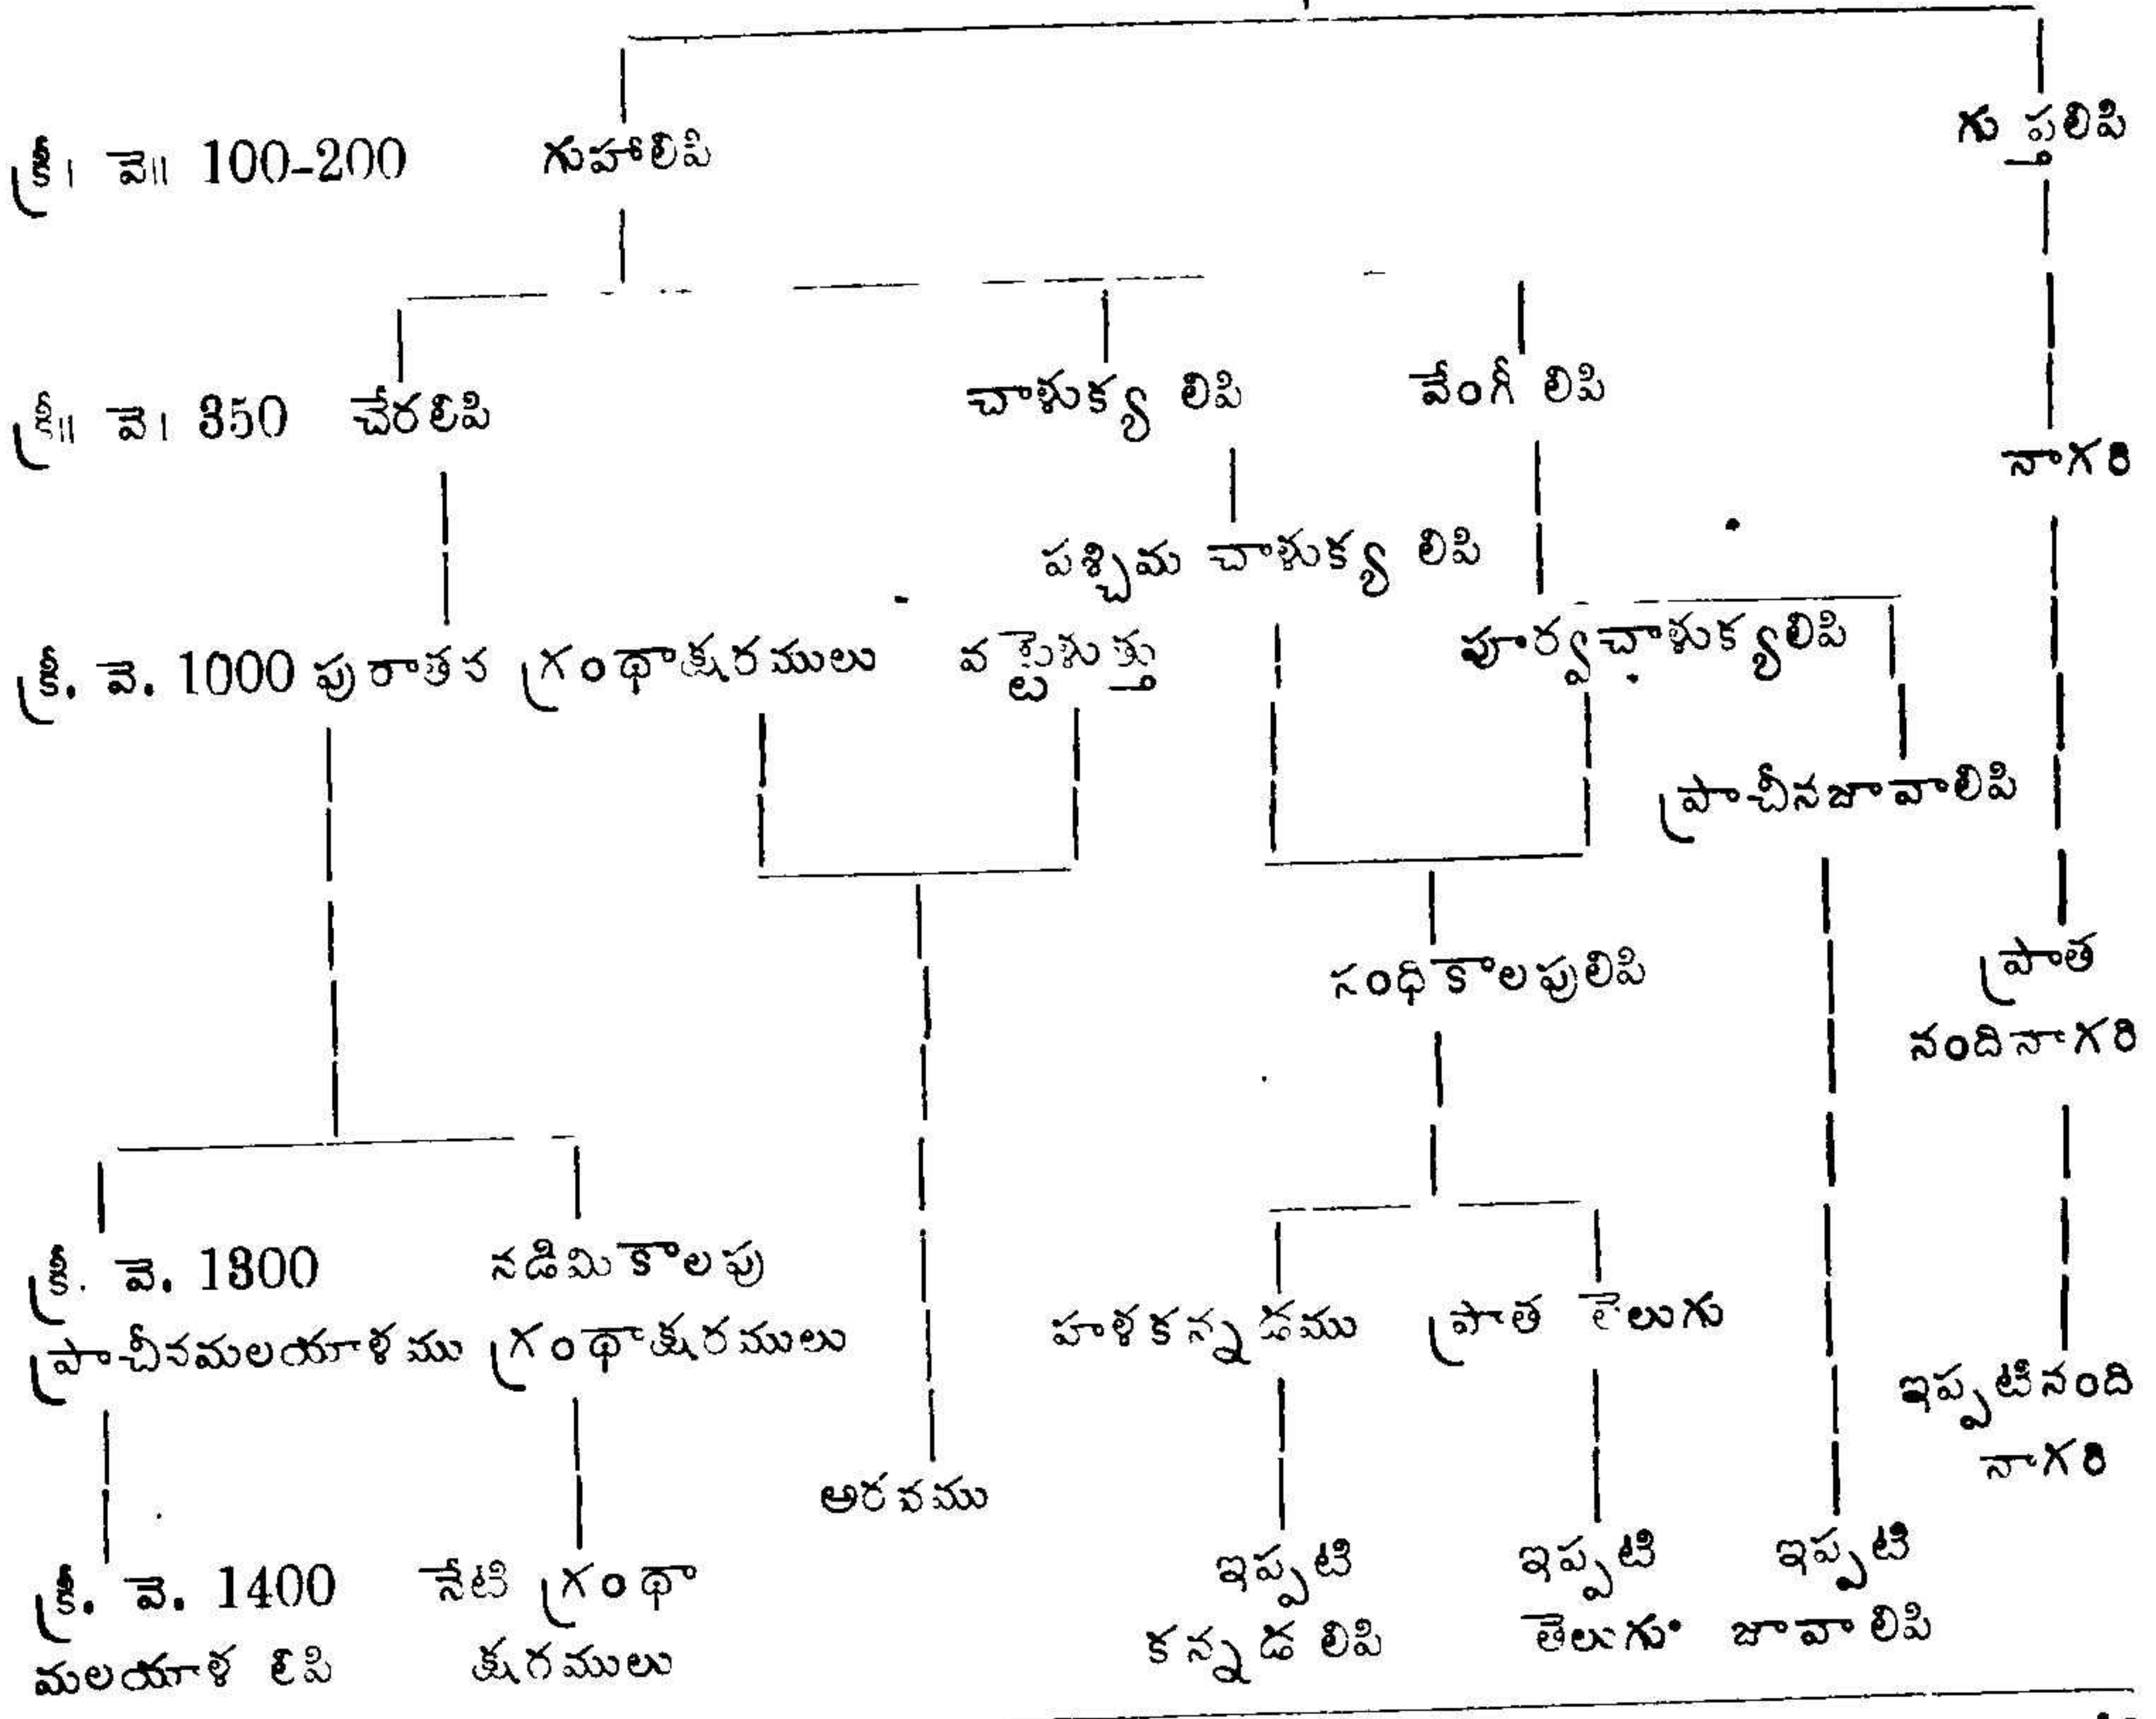 క్రీ। వె॥ 100-200 గుహాలిపి గుప్తలిపి
క్రీ॥ వె। 350 చేరలిపి చాళుక్య లిపి వేంగీ లిపి
నాగరి
పశ్చిమ చాళుక్య లిపి
క్రీ. వె. 1000 పురాతన గ్రంథాక్షరములు వట్టెళుత్తు పూర్వచాళుక్యలిపి
ప్రాచీనజావాలిపి
సంధికాలపులిపి ప్రాత
నందినాగరి
క్రీ. వె. 1300 నడిమికాలపు
ప్రాచీనమలయాళము గ్రంథాక్షరములు హళకన్నడము ప్రాత తెలుగు
ఇప్పటినంది
నాగరి
అరవము
క్రీ. వె. 1400 నేటి గ్రంథా ఇప్పటి ఇప్పటి ఇప్పటి
మలయాళ లిపి క్షరములు కన్నడ లిపి తెలుగు జావా లిపి